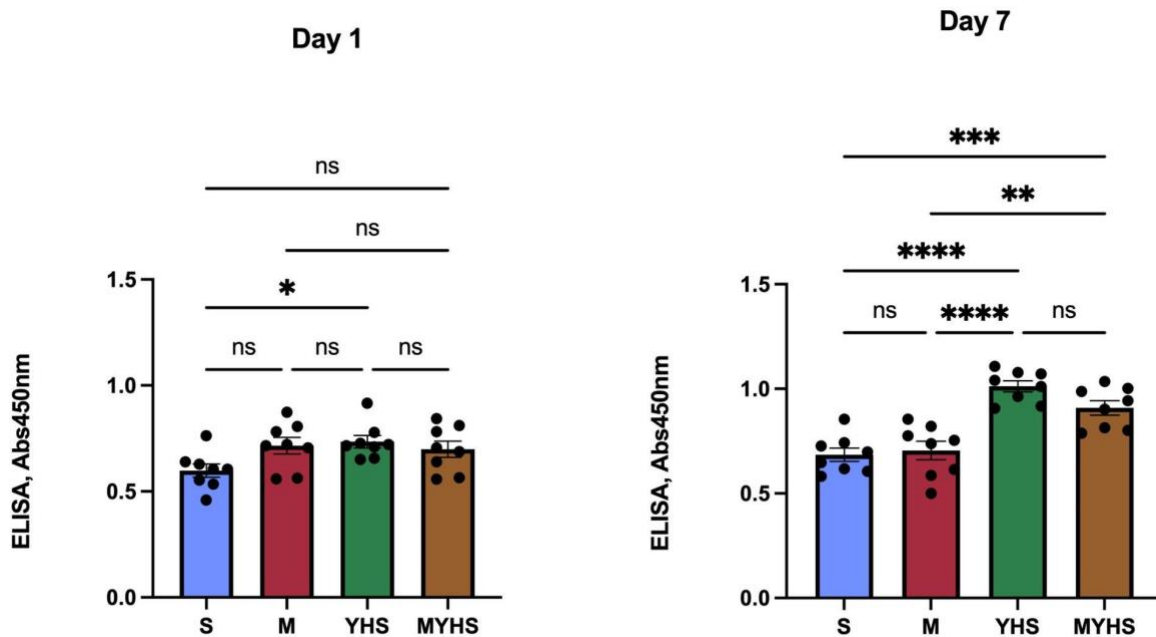 Day 1
ns
ns
*
ns ns ns
1.5
1.0
0.5
0.0
ELISA, Abs450nm
S M YHS MYHS
Day 7
***
**
****
ns **** ns
1.5
1.0
0.5
0.0
ELISA, Abs450nm
S M YHS MYHS